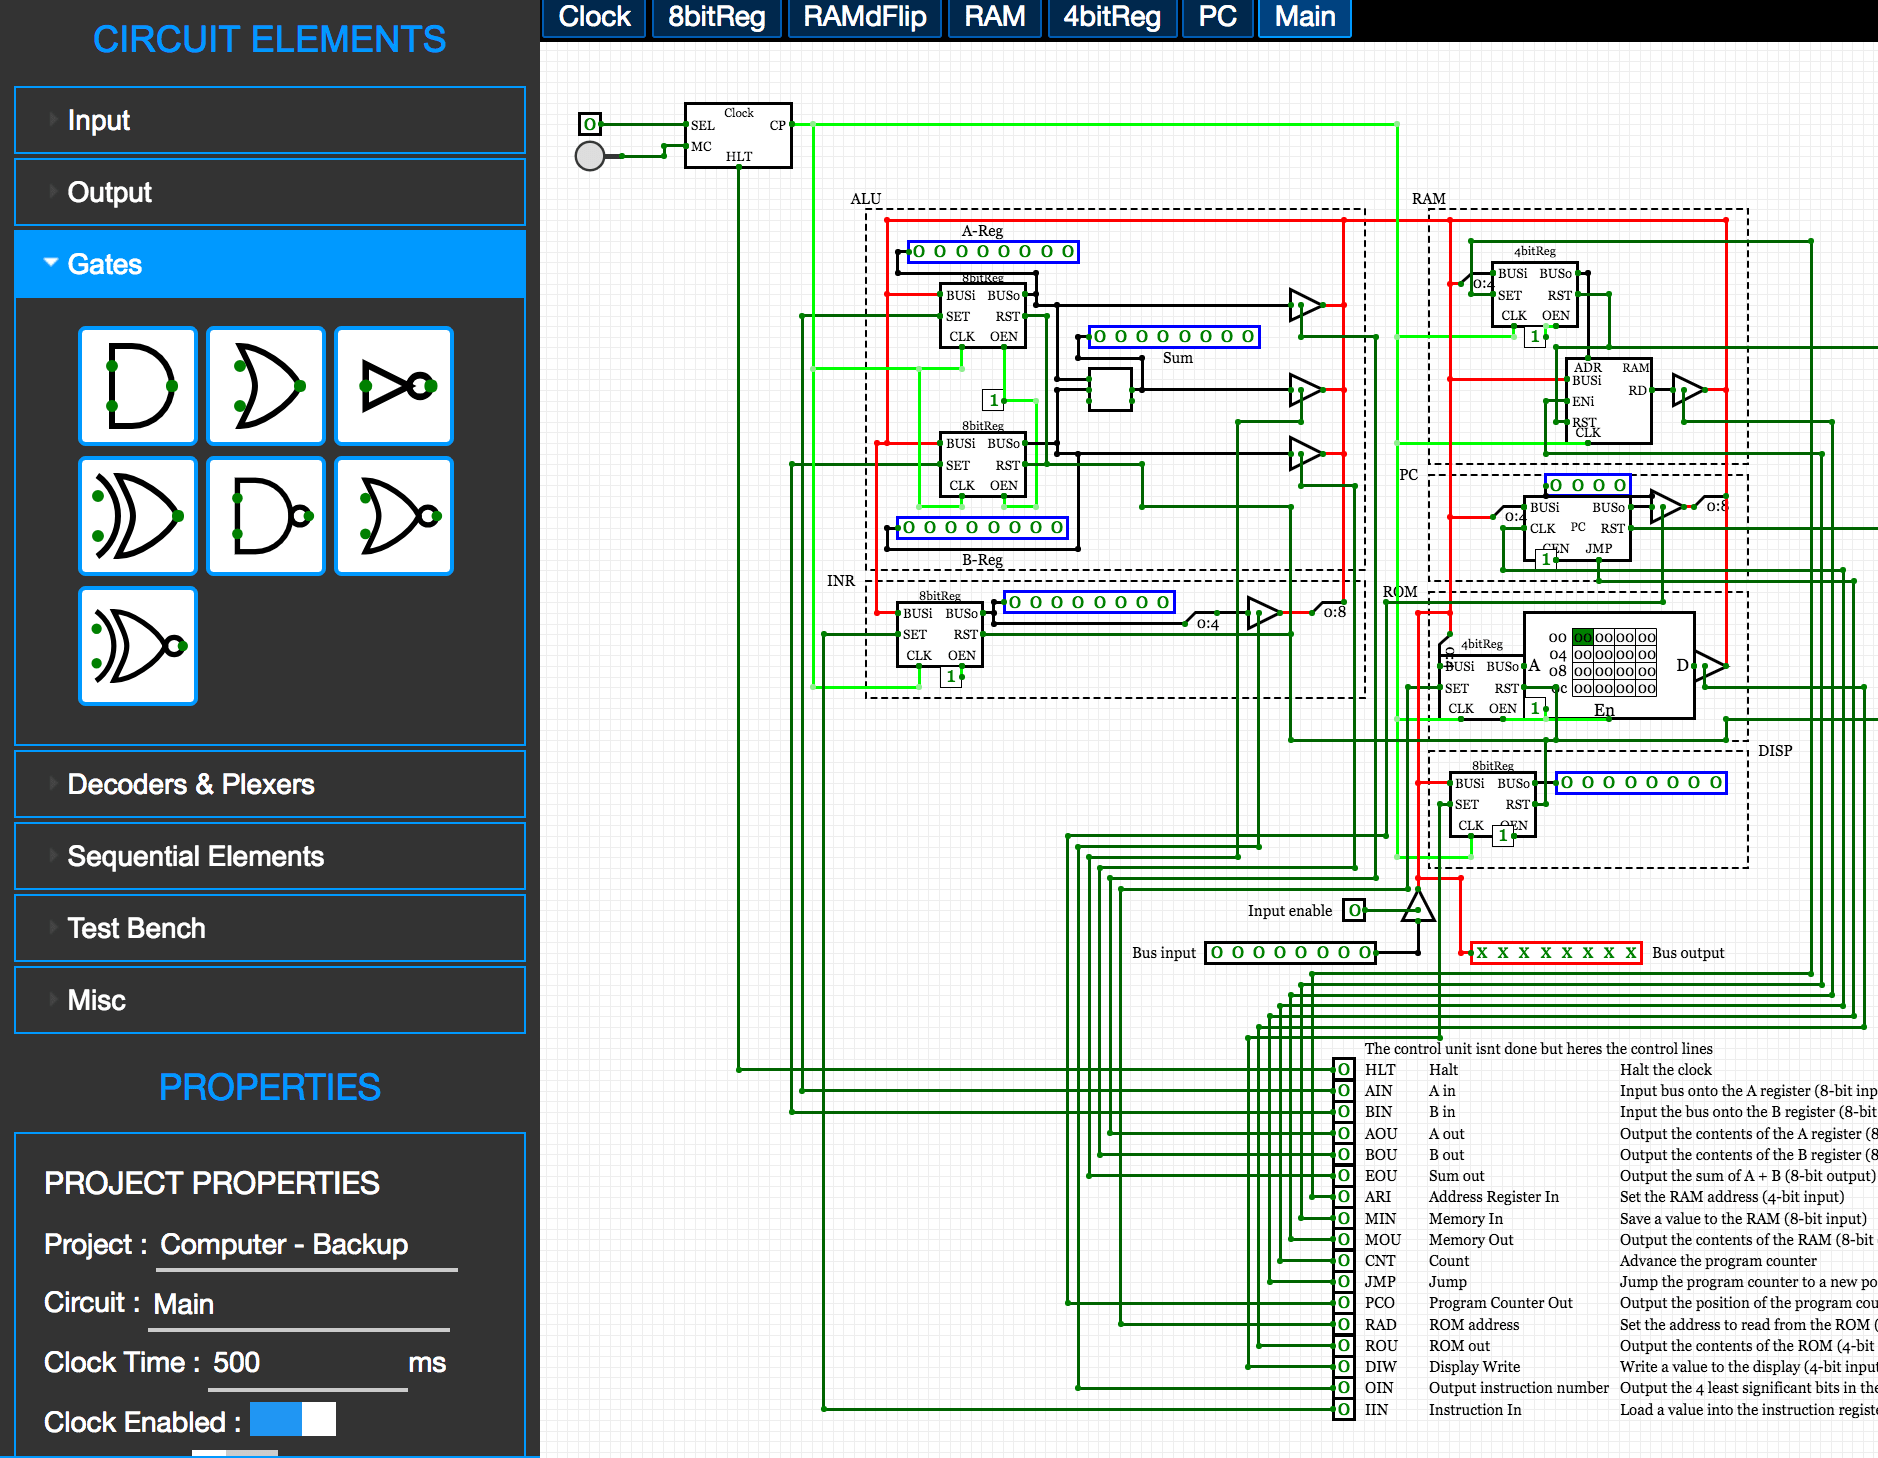 Clock 8bitReg RAMdFlip RAM 4bitReg PC Main
CIRCUIT ELEMENTS
Input
Output
Gates
Decoders & Plexers
Sequential Elements
Test Bench
Misc
PROPERTIES
PROJECT PROPERTIES
Project : Computer - Backup
Circuit : Main
Clock Time : 500 ms
Clock Enabled :
0
Clock
SEL CP
MC
HLT
ALU
A-Reg
0 0 0 0 0 0 0 0
8bitReg
BUSi BUSo
SET RST
CLK OEN
0 0 0 0 0 0 0 0
Sum
1
8bitReg
BUSi BUSo
SET RST
CLK OEN
0 0 0 0 0 0 0 0
B-Reg
INR
8bitReg
BUSi BUSo
SET RST
CLK OEN
1
0 0 0 0 0 0 0 0
0:4
0:8
RAM
4bitReg
0:4
BUSi BUSo
SET RST
CLK OEN
1
ADR RAM
BUSi
RD
ENi
RST
CLK
PC
0 0 0 0
0:4
BUSi BUSo
CLK PC RST
CEN JMP
1
0:8
ROM
4bitReg
BUSi BUSo
SET RST
CLK OEN
1
A D
00 00 00 00 00
04 00 00 00 00
08 00 00 00 00
0c 00 00 00 00
En
DISP
8bitReg
BUSi BUSo
SET RST
CLK OEN
1
0 0 0 0 0 0 0 0
Input enable 0
Bus input 0 0 0 0 0 0 0 0
x x x x x x x x Bus output
The control unit isnt done but heres the control lines
0 HLT Halt Halt the clock
0 AIN A in Input bus onto the A register (8-bit inp
0 BIN B in Input the bus onto the B register (8-bit
0 AOU A out Output the contents of the A register (8
0 BOU B out Output the contents of the B register (8
0 EOU Sum out Output the sum of A + B (8-bit output)
0 ARI Address Register In Set the RAM address (4-bit input)
0 MIN Memory In Save a value to the RAM (8-bit input)
0 MOU Memory Out Output the contents of the RAM (8-bit
0 CNT Count Advance the program counter
0 JMP Jump Jump the program counter to a new po
0 PCO Program Counter Out Output the position of the program cou
0 RAD ROM address Set the address to read from the ROM (
0 ROU ROM out Output the contents of the ROM (4-bit
0 DIW Display Write Write a value to the display (4-bit input
0 OIN Output instruction number Output the 4 least significant bits in the
0 IIN Instruction In Load a value into the instruction registe